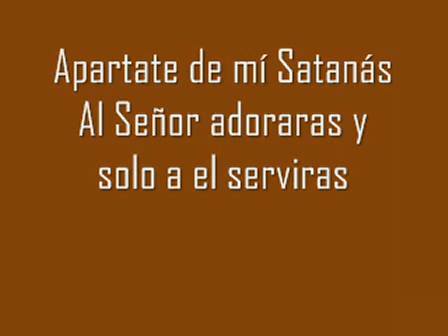 Apartate de mí Satanás
Al Señor adoraras y
solo a el serviras